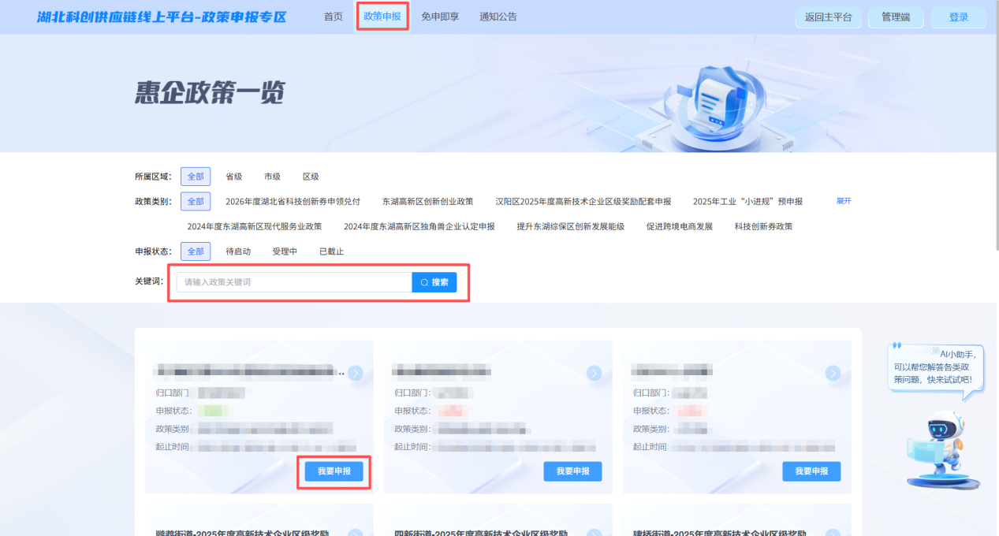 湖北科创供应链线上平台-政策申报专区 首页 政策申报 免申即享 通知公告 返回主平台 管理端 登录
惠企政策一览
所属区域： 全部 省级 市级 区级
政策类别： 全部 2026年度湖北省科技创新券申领兑付 东湖高新区创新创业政策 汉阳区2025年度高新技术企业区级奖励配套申报 2025年工业“小进规”预申报 展开
2024年度东湖高新区现代服务业政策 2024年度东湖高新区独角兽企业认定申报 提升东湖综保区创新发展能级 促进跨境电商发展 科技创新券政策
申报状态： 全部 待启动 受理中 已截止
关键词： 请输入政策关键词 搜索
归口部门 归口部门： 归口部门：
申报状态： 申报状态： 申报状态：
政策类别 政策类别： 政策类别：
起止时间 起止时间： 起止时间
我要申报 我要申报 我要申报
AI小助手，
可以帮您解答各类政
策问题，快来试试吧！
鹦鹉街道-2025年度高新技术企业区级奖励 四新街道-2025年度高新技术企业区级奖励 建桥街道-2025年度高新技术企业区级奖励